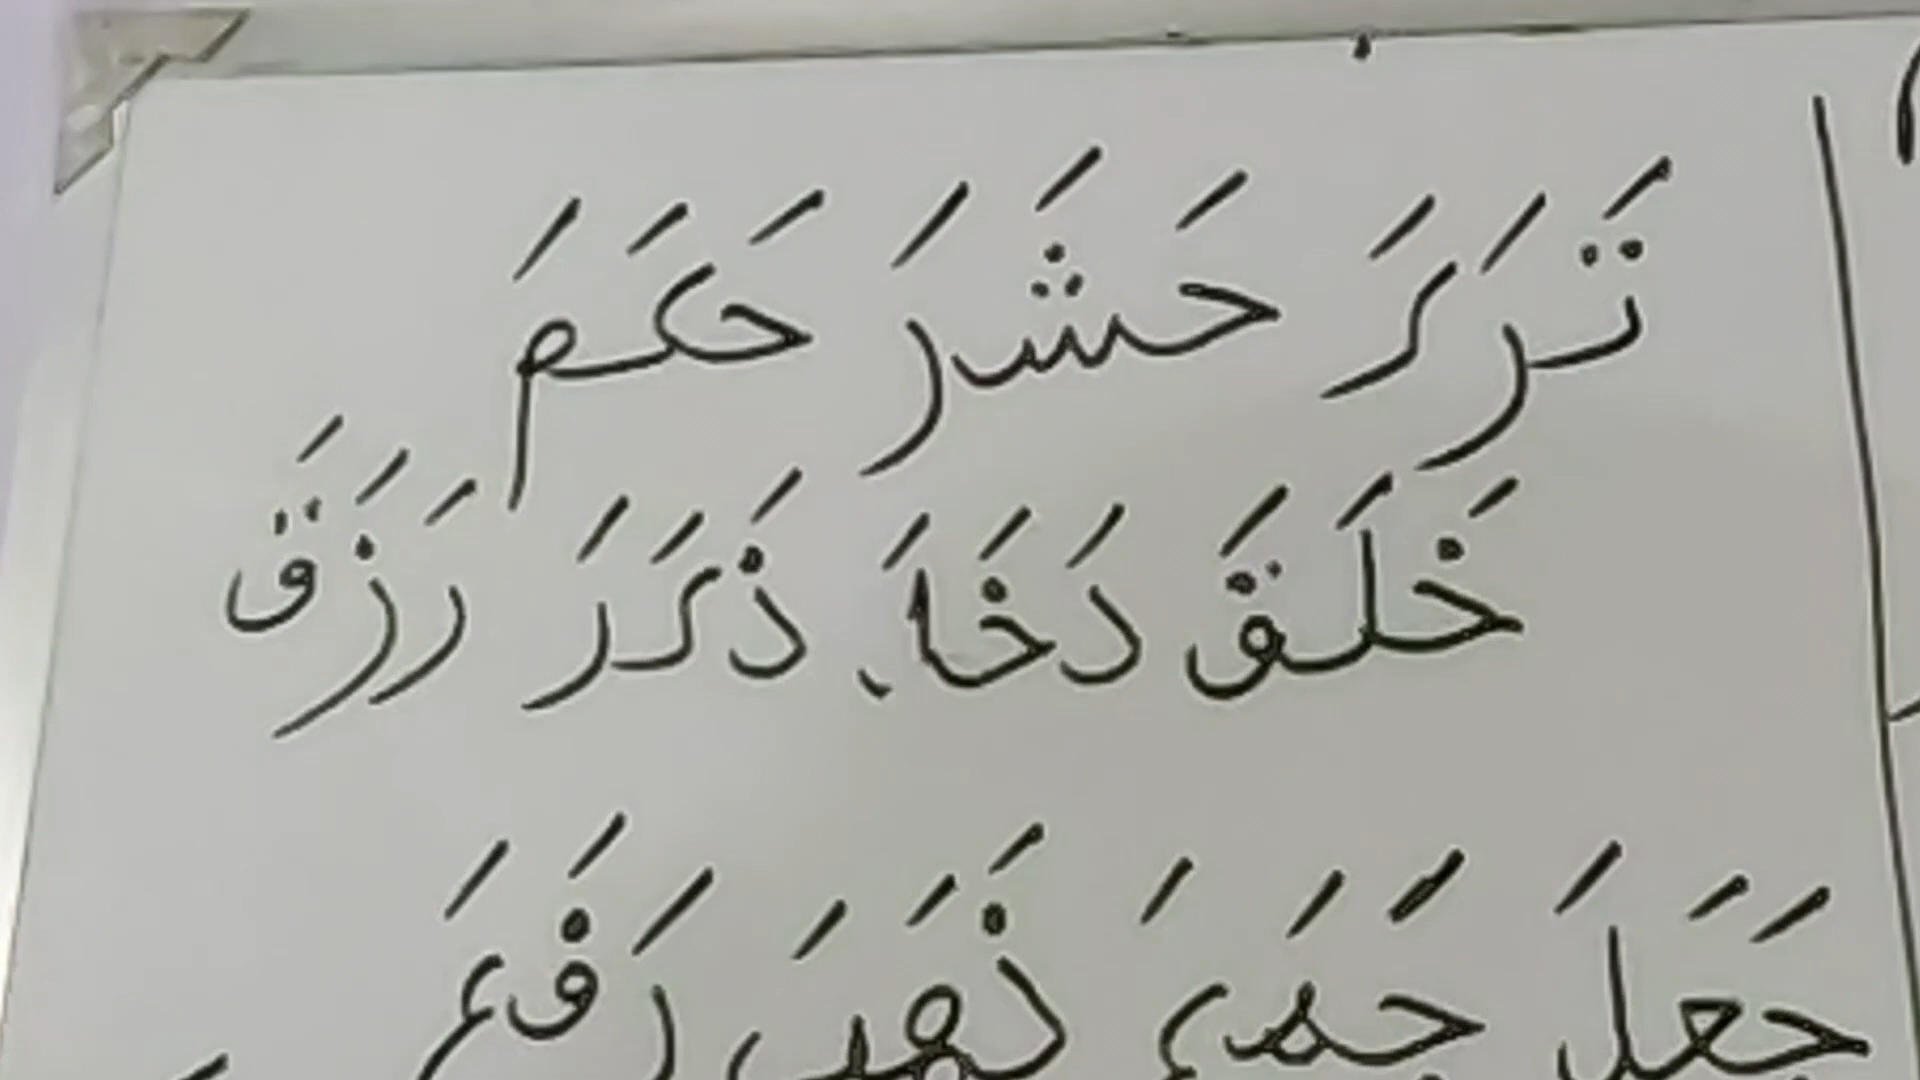 تَرَكَ حَشَرَ حَكَمَ
خَلَقَ دَخَلَ ذَكَرَ رَزَقَ
جَعَلَ جَمَعَ ذَهَبَ رَفَعَ